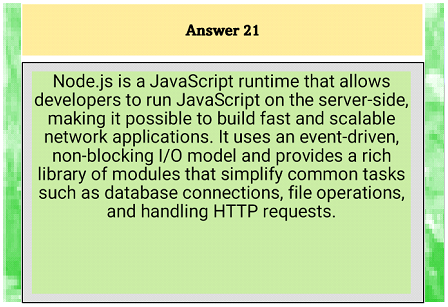 Answer 21
Node.js is a JavaScript runtime that allows
developers to run JavaScript on the server-side,
making it possible to build fast and scalable
network applications. It uses an event-driven,
non-blocking I/O model and provides a rich
library of modules that simplify common tasks
such as database connections, file operations,
and handling HTTP requests.